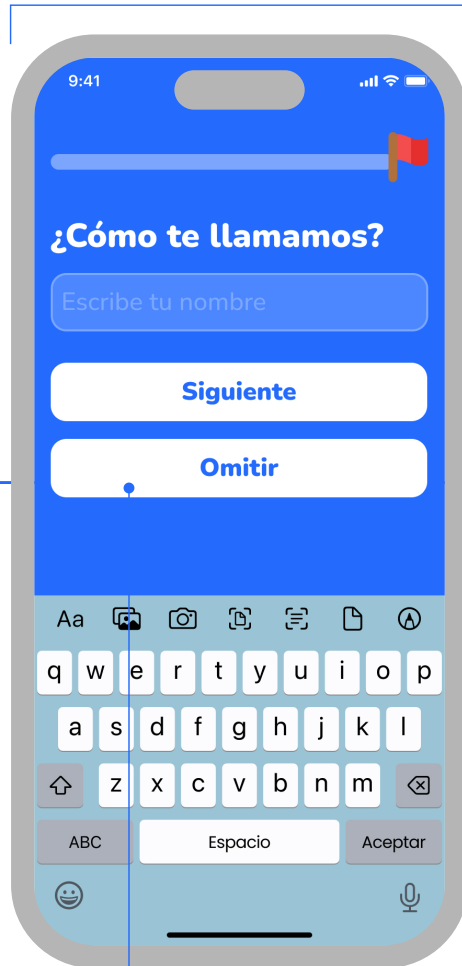 9:41
¿Cómo te llamamos?
Escribe tu nombre
Siguiente
Omitir
Aa
q w e r t y u i o p
a s d f g h j k l
z x c v b n m
ABC Espacio Aceptar